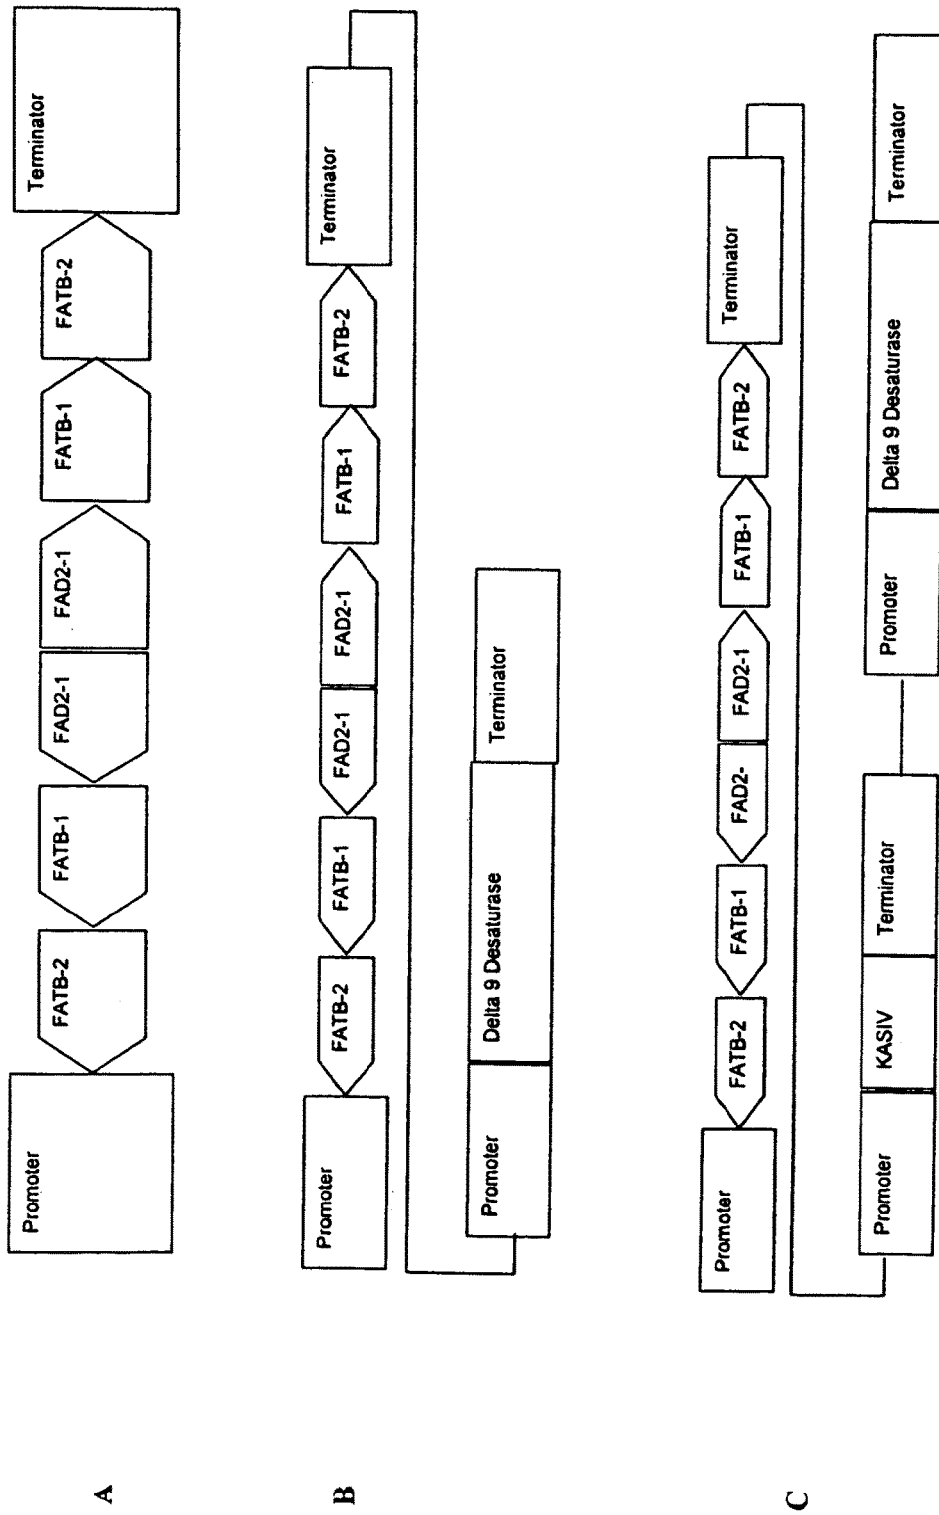 A
Promoter
FATB-2
FATB-1
FAD2-1
FAD2-1
FATB-1
FATB-2
Terminator
B
Promoter
FATB-2
FATB-1
FAD2-1
FAD2-1
FATB-1
FATB-2
Terminator
Promoter
Delta 9 Desaturase
Terminator
C
Promoter
FATB-2
FATB-1
FAD2-
FAD2-1
FATB-1
FATB-2
Terminator
Promoter
KASIV
Terminator
Promoter
Delta 9 Desaturase
Terminator